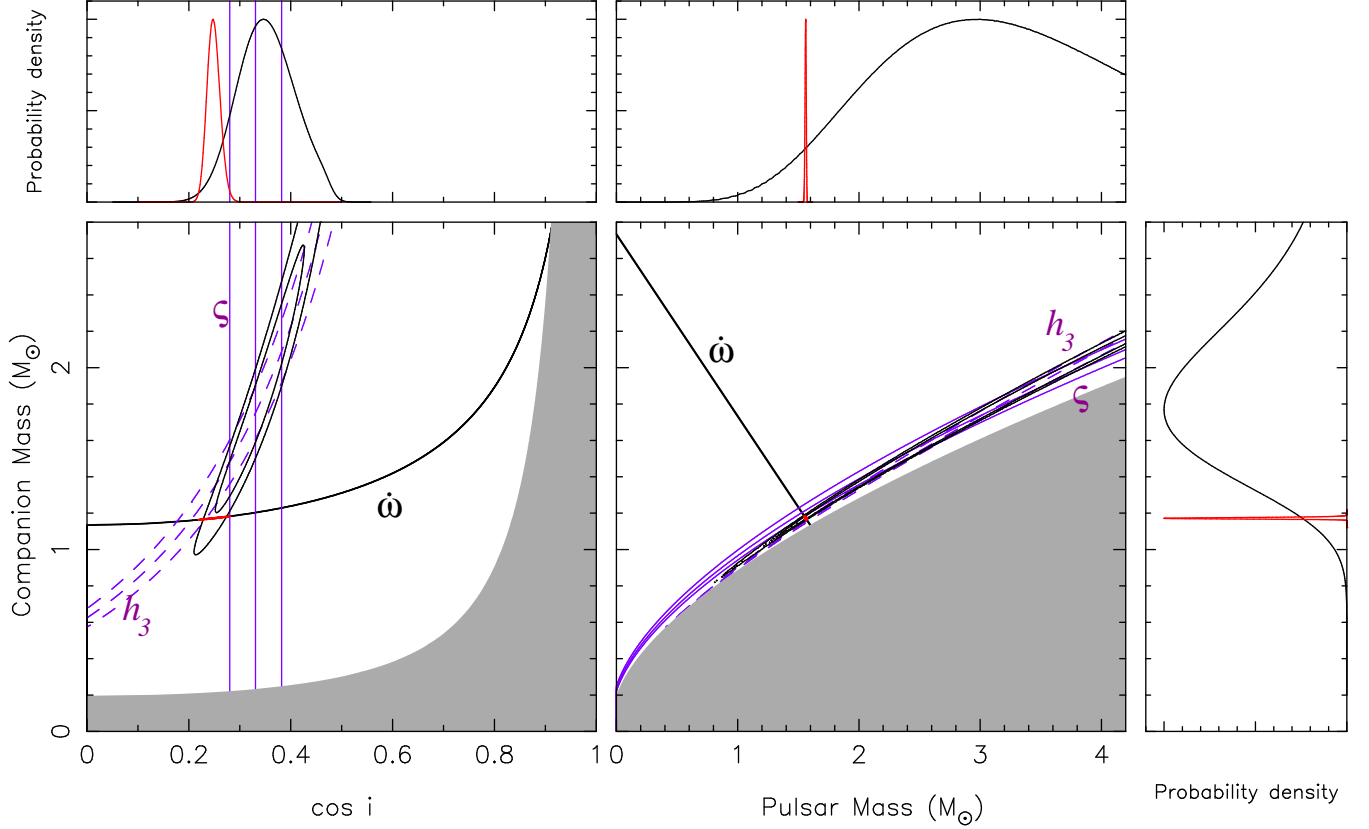 Probability density
0
1
2
Companion Mass (M☉)
ς
h₃
ω̇
0
0.2
0.4
0.6
0.8
1
cos i
h₃
ω̇
ς
0
1
2
3
4
Pulsar Mass (M☉)
Probability density